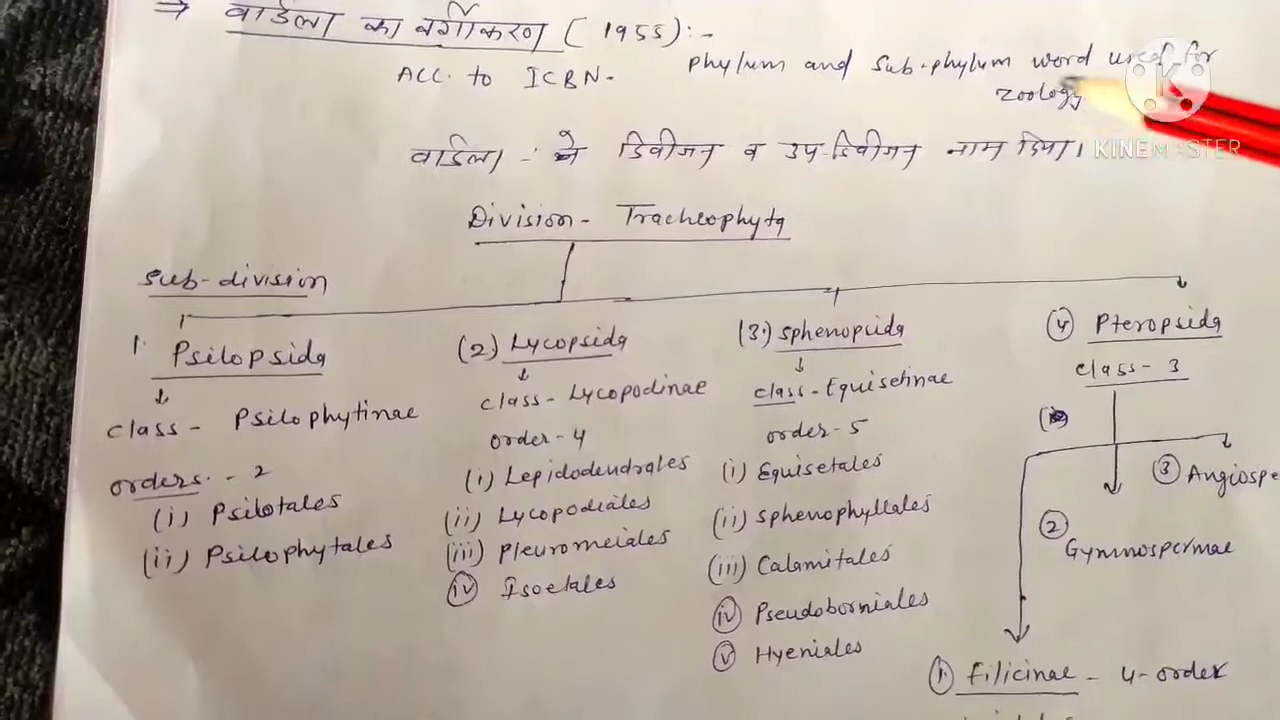 ⇒ वार्डला का वर्गीकरण ( 1955):-
ACC. to ICBN.
Phylum and sub-phylum word used for
zoology
वार्डला -: ने डिवीजन व उप-डिवीजन नाम दिया।
KINEMASTER
Division - Tracheophyta
sub-division
1. Psilopsida
class - Psilophytinae
orders - 2
(i) Psilotales
(ii) Psilophytales
(2) Lycopsida
class - Lycopodinae
order - 4
(i) Lepidodendrales
(ii) Lycopodiales
(iii) Pleuromeiales
(iv) Isoetales
(3.) Sphenopsida
class - Equisetinae
order - 5
(i) Equisetales
(ii) Sphenophyllales
(iii) Calamitales
(iv) Pseudoborniales
(v) Hyeniales
(4) Pteropsida
class - 3
(3) Angiospe
(2)
Gymnospermae
(1.) Filicinae - 4-order